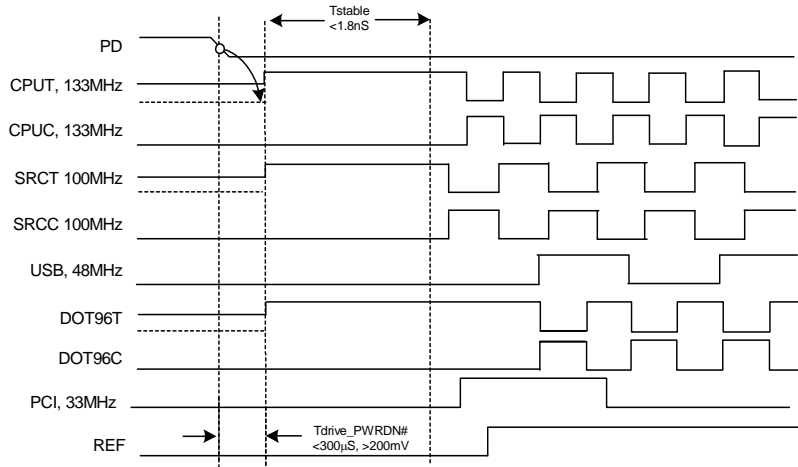 Tstable
<1.8nS
PD
CPUT, 133MHz
CPUC, 133MHz
SRCT 100MHz
SRCC 100MHz
USB, 48MHz
DOT96T
DOT96C
PCI, 33MHz
Tdrive_PWRDN#
<300µS, >200mV
REF